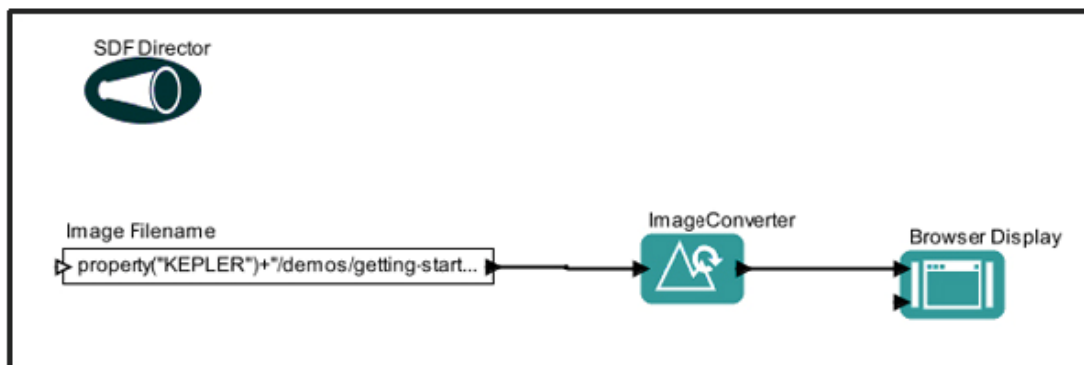 SDF Director
Image Filename
property("KEPLER")+"/demos/getting-start...
ImageConverter
Browser Display